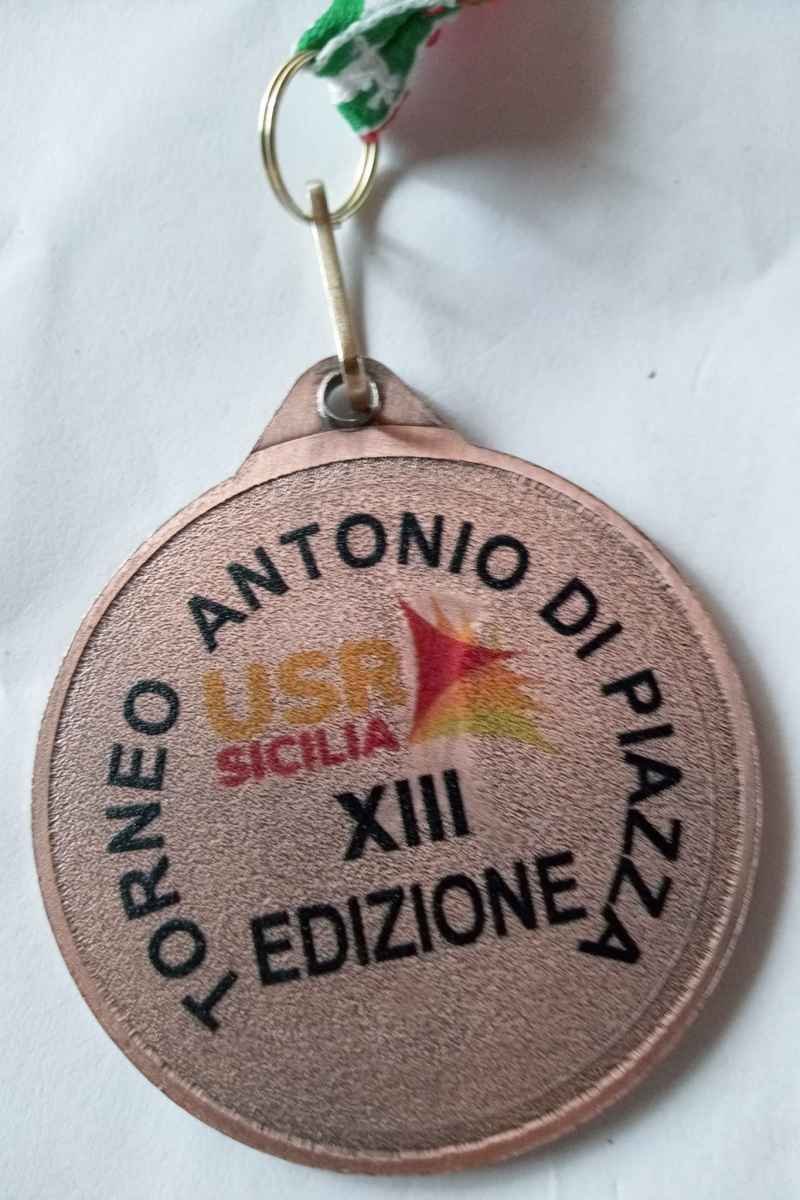 TORNEO ANTONIO DI PIAZZA
USR
SICILIA
XIII
EDIZIONE